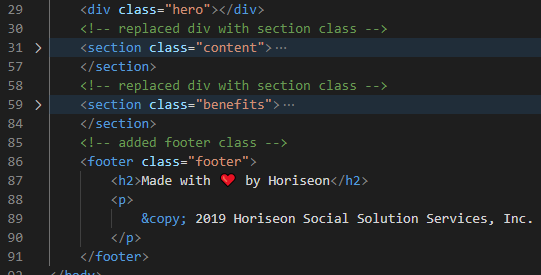 29 <div class="hero"></div>
30 <!-- replaced div with section class -->
31 > <section class="content">⋯
57 </section>
58 <!-- replaced div with section class -->
59 > <section class="benefits">⋯
84 </section>
85 <!-- added footer class -->
86 <footer class="footer">
87 <h2>Made with ❤️ by Horiseon</h2>
88 <p>
89 &copy; 2019 Horiseon Social Solution Services, Inc.
90 </p>
91 </footer>
92 </body>